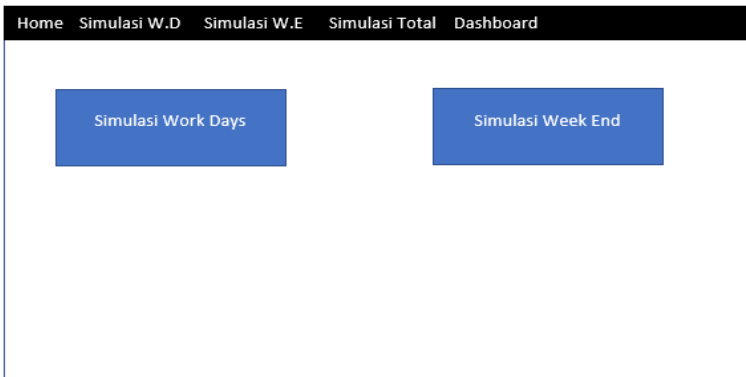 Home Simulasi W.D Simulasi W.E Simulasi Total Dashboard
Simulasi Work Days
Simulasi Week End